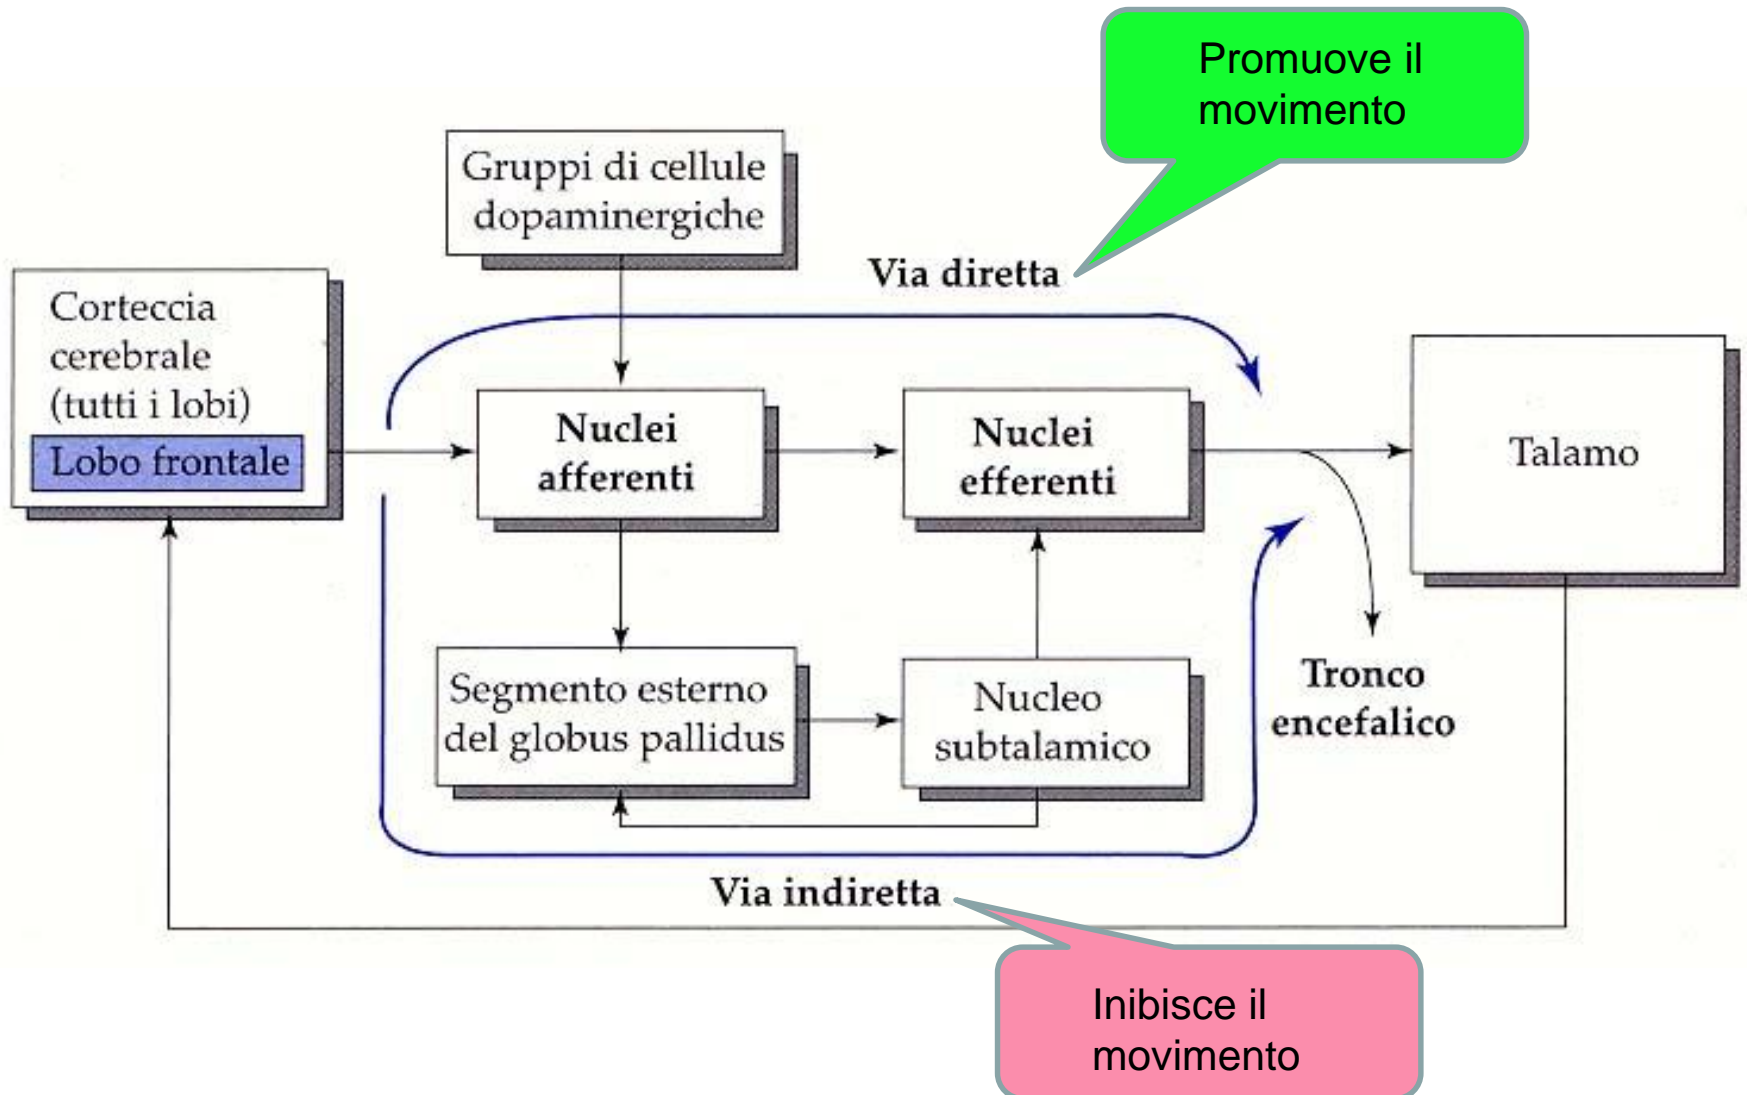 Promuove il
movimento
Gruppi di cellule
dopaminergiche
Via diretta
Corteccia
cerebrale
(tutti i lobi)
Lobo frontale
Nuclei
afferenti
Nuclei
efferenti
Talamo
Segmento esterno
del globus pallidus
Nucleo
subtalamico
Tronco
encefalico
Via indiretta
Inibisce il
movimento